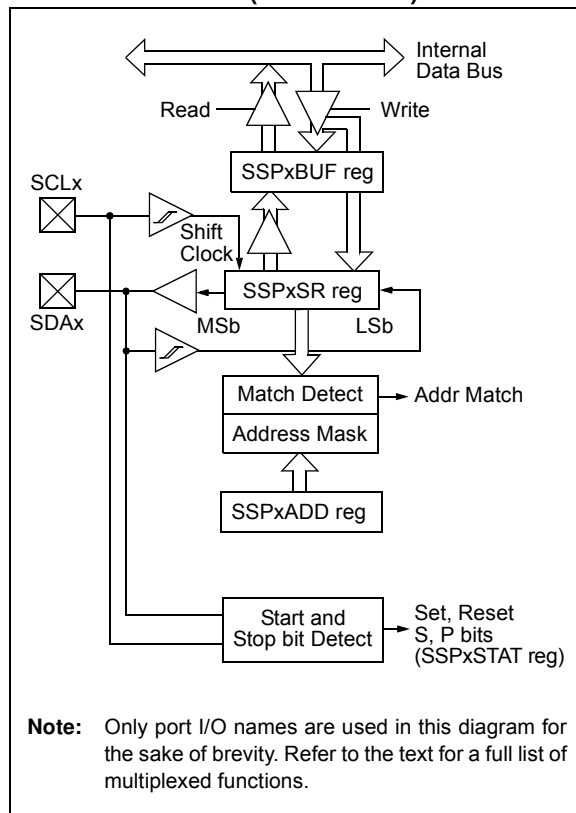 Internal
Data Bus
Read
Write
SSPxBUF reg
SCLx
Shift
Clock
SSPxSR reg
SDAx
MSb
LSb
Match Detect
Addr Match
Address Mask
SSPxADD reg
Start and
Stop bit Detect
Set, Reset
S, P bits
(SSPxSTAT reg)
Note: Only port I/O names are used in this diagram for
the sake of brevity. Refer to the text for a full list of
multiplexed functions.